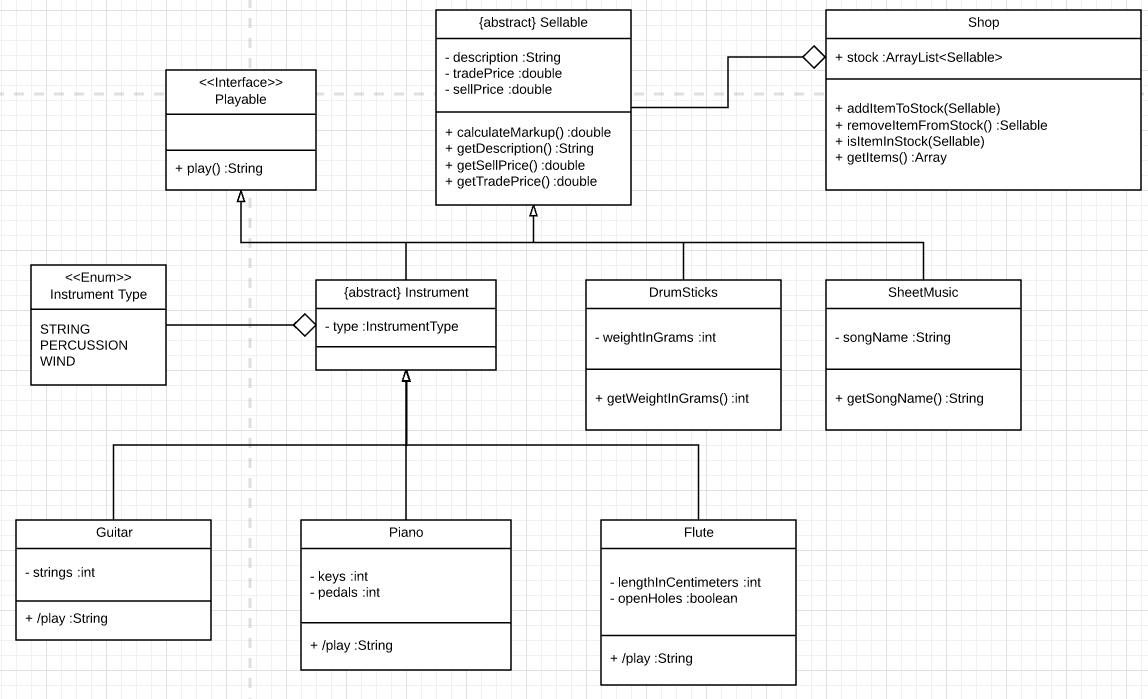 {abstract} Sellable
- description :String
- tradePrice :double
- sellPrice :double
+ calculateMarkup() :double
+ getDescription() :String
+ getSellPrice() :double
+ getTradePrice() :double
Shop
+ stock :ArrayList<Sellable>
+ addItemToStock(Sellable)
+ removeItemFromStock() :Sellable
+ isItemInStock(Sellable)
+ getItems() :Array
<<Interface>>
Playable
+ play() :String
<<Enum>>
Instrument Type
STRING
PERCUSSION
WIND
{abstract} Instrument
- type :InstrumentType
DrumSticks
- weightInGrams :int
+ getWeightInGrams() :int
SheetMusic
- songName :String
+ getSongName() :String
Guitar
- strings :int
+ /play :String
Piano
- keys :int
- pedals :int
+ /play :String
Flute
- lengthInCentimeters :int
- openHoles :boolean
+ /play :String